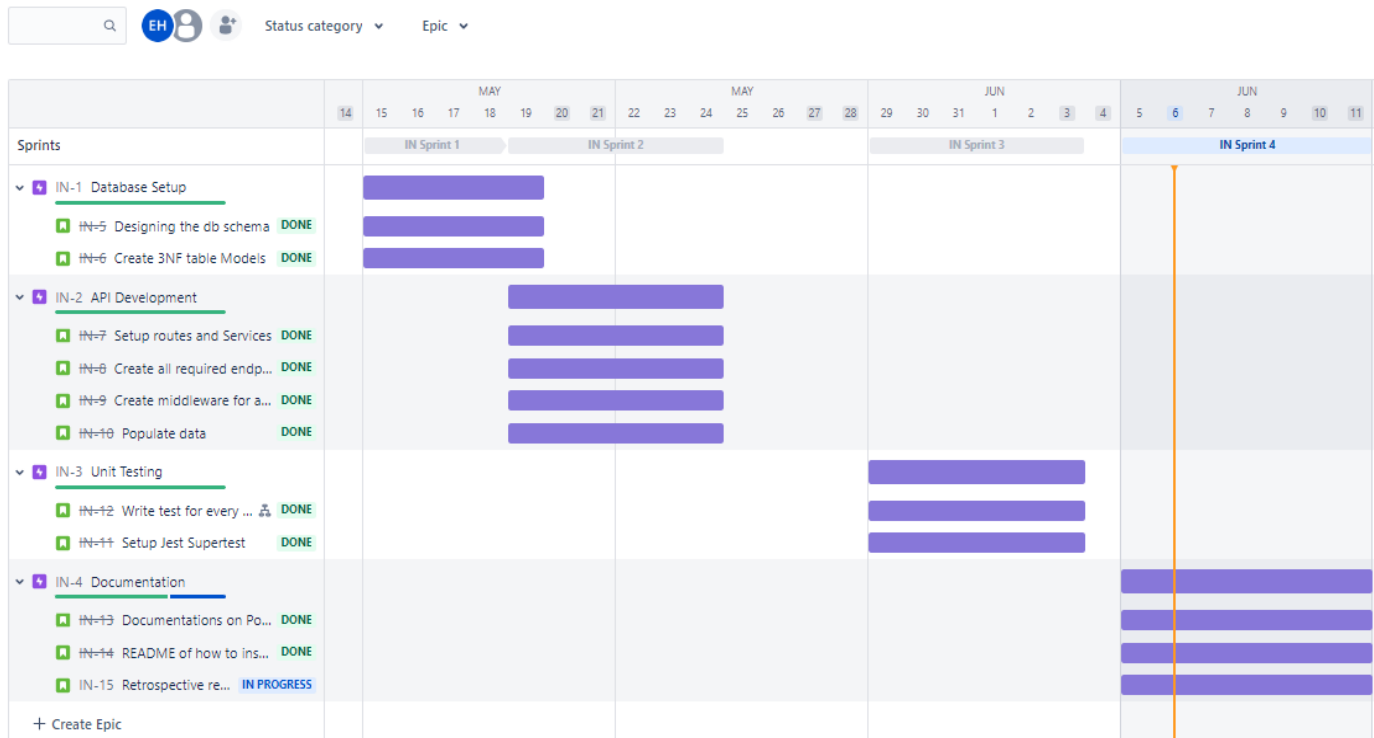 EH Status category Epic
MAY MAY JUN JUN
14 15 16 17 18 19 20 21 22 23 24 25 26 27 28 29 30 31 1 2 3 4 5 6 7 8 9 10 11
Sprints IN Sprint 1 IN Sprint 2 IN Sprint 3 IN Sprint 4
IN-1 Database Setup
IN-5 Designing the db schema DONE
IN-6 Create 3NF table Models DONE
IN-2 API Development
IN-7 Setup routes and Services DONE
IN-8 Create all required endp... DONE
IN-9 Create middleware for a... DONE
IN-10 Populate data DONE
IN-3 Unit Testing
IN-12 Write test for every ... DONE
IN-11 Setup Jest Supertest DONE
IN-4 Documentation
IN-13 Documentations on Po... DONE
IN-14 README of how to ins... DONE
IN-15 Retrospective re... IN PROGRESS
+ Create Epic